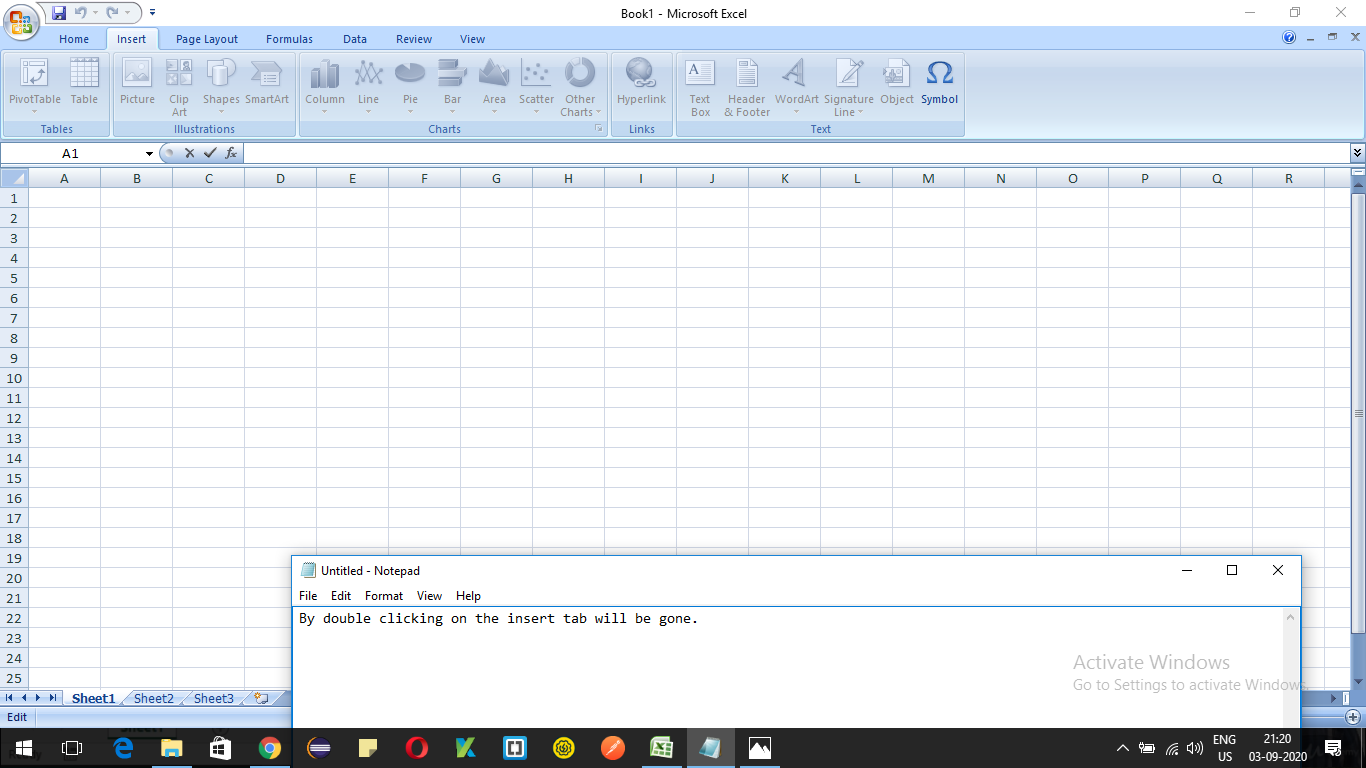 Book1 - Microsoft Excel
Home Insert Page Layout Formulas Data Review View
PivotTable Table Picture Clip Art Shapes SmartArt Column Line Pie Bar Area Scatter Other Charts Hyperlink Text Box Header & Footer WordArt Signature Line Object Symbol
Tables Illustrations Charts Links Text
A1 fx
A B C D E F G H I J K L M N O P Q R
1
2
3
4
5
6
7
8
9
10
11
12
13
14
15
16
17
18
19
20
21
22
23
24
25
Untitled - Notepad
File Edit Format View Help
By double clicking on the insert tab will be gone.
Activate Windows
Go to Settings to activate Windows.
Sheet1 Sheet2 Sheet3
Edit
ENG 21:20
US 03-09-2020